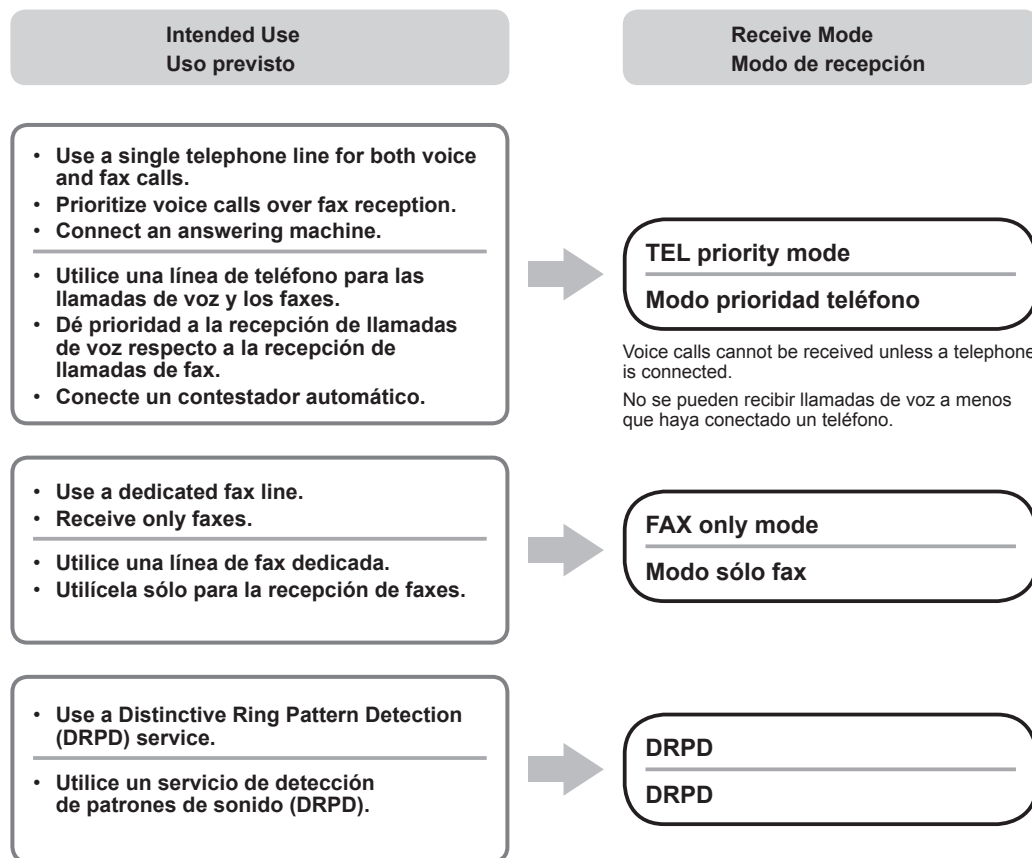 Intended Use
Uso previsto
Receive Mode
Modo de recepción
• Use a single telephone line for both voice
and fax calls.
• Prioritize voice calls over fax reception.
• Connect an answering machine.
• Utilice una línea de teléfono para las
llamadas de voz y los faxes.
• Dé prioridad a la recepción de llamadas
de voz respecto a la recepción de
llamadas de fax.
• Conecte un contestador automático.
TEL priority mode
Modo prioridad teléfono
Voice calls cannot be received unless a telephone
is connected.
No se pueden recibir llamadas de voz a menos
que haya conectado un teléfono.
• Use a dedicated fax line.
• Receive only faxes.
• Utilice una línea de fax dedicada.
• Utilícela sólo para la recepción de faxes.
FAX only mode
Modo sólo fax
• Use a Distinctive Ring Pattern Detection
(DRPD) service.
• Utilice un servicio de detección
de patrones de sonido (DRPD).
DRPD
DRPD